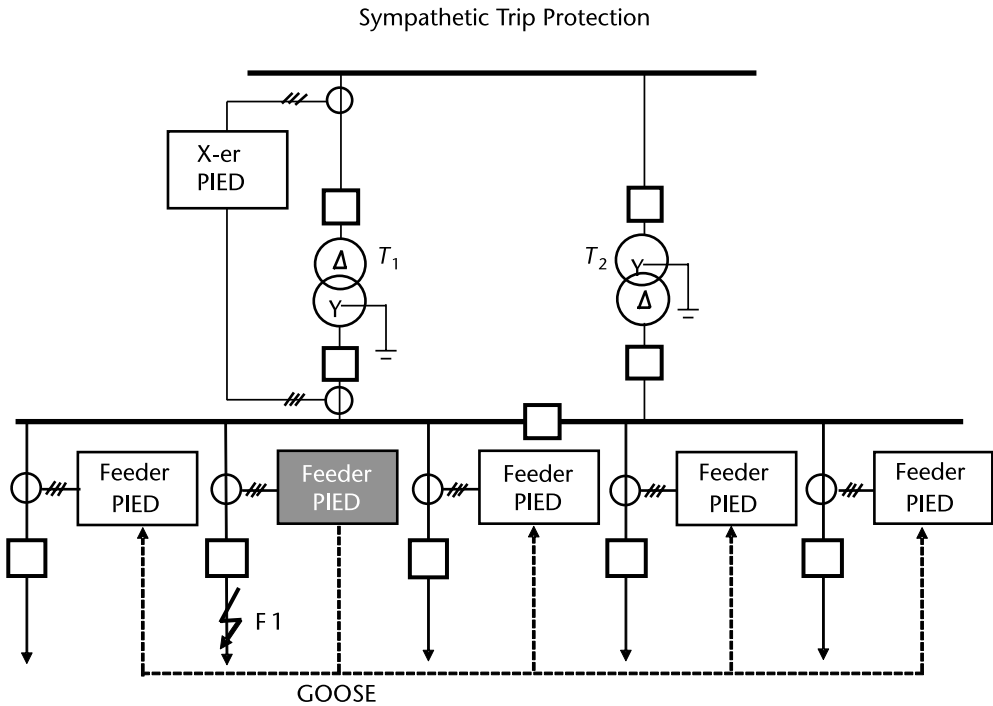 Sympathetic Trip Protection
X-er
PIED
Δ
T1
Y
T2
Y
Δ
Feeder
PIED
Feeder
PIED
Feeder
PIED
Feeder
PIED
Feeder
PIED
F 1
GOOSE